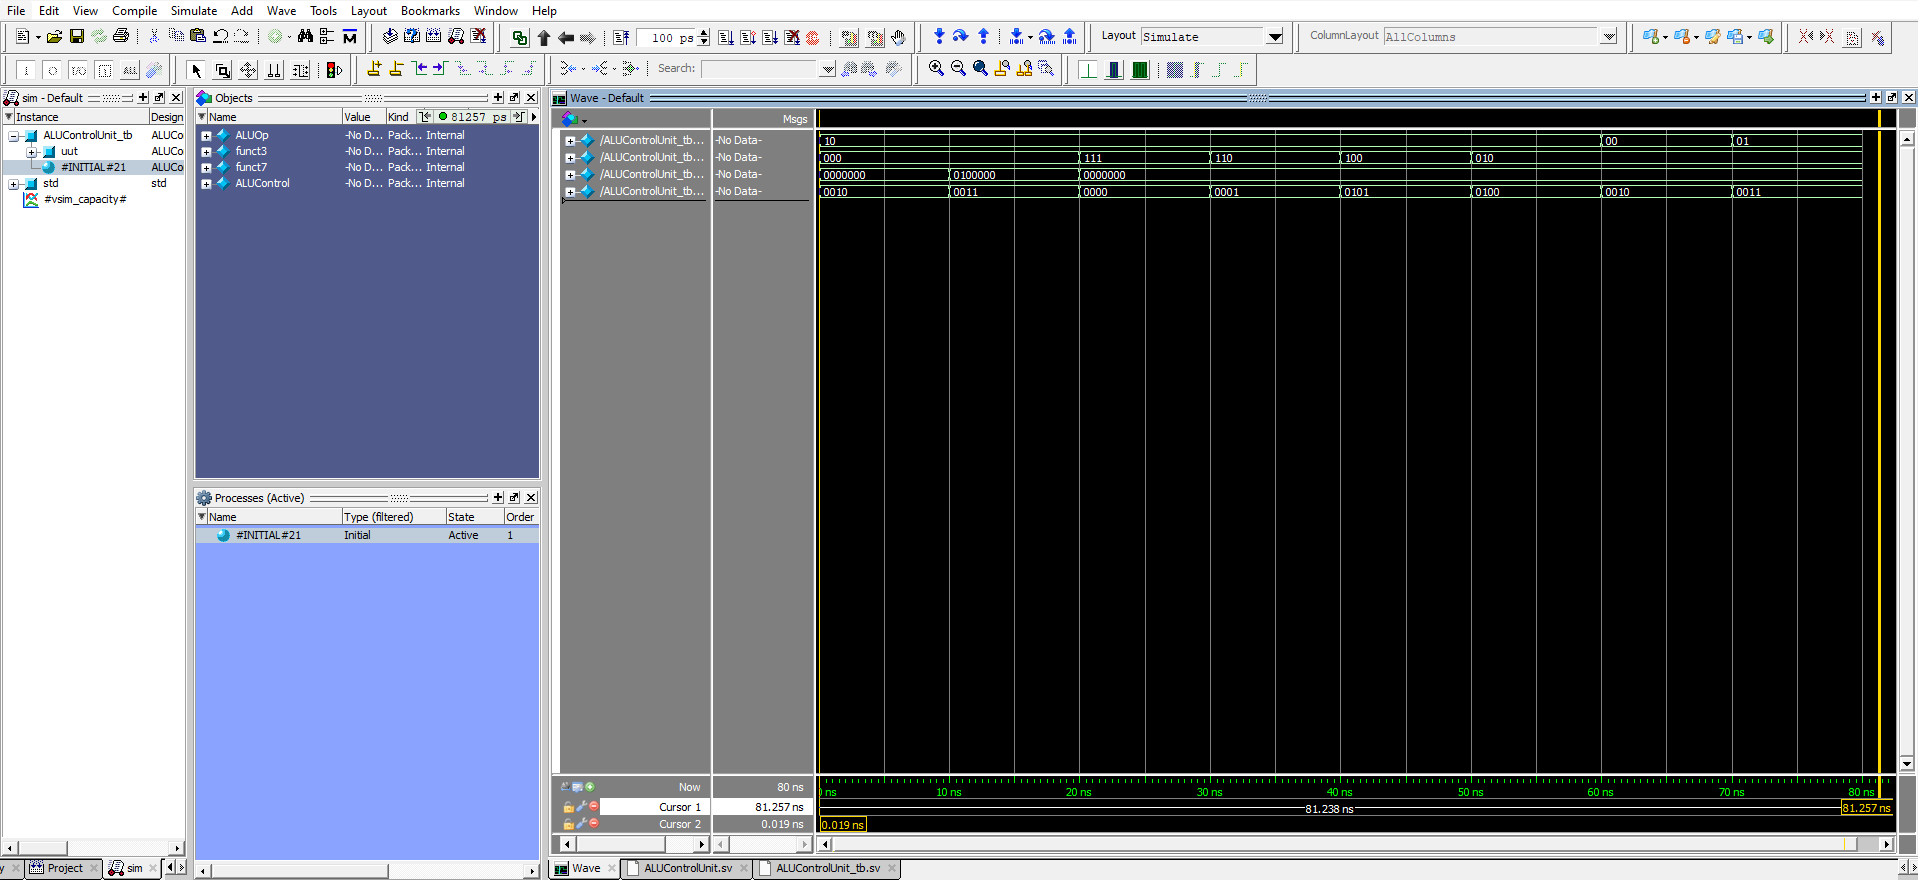 File Edit View Compile Simulate Add Wave Tools Layout Bookmarks Window Help
100 ps
Layout Simulate
ColumnLayout AllColumns
Search:
sim - Default
Instance Design
ALUControlUnit_tb ALUCo
uut ALUCo
#INITIAL#21 ALUCo
std std
#vsim_capacity#
Project
sim
Objects
Name Value Kind 81257 ps
ALUOp -No D... Pack... Internal
funct3 -No D... Pack... Internal
funct7 -No D... Pack... Internal
ALUControl -No D... Pack... Internal
Processes (Active)
Name Type (filtered) State Order
#INITIAL#21 Initial Active 1
Wave - Default
Msgs
/ALUControlUnit_tb... -No Data- 10 00 01
/ALUControlUnit_tb... -No Data- 000 111 110 100 010
/ALUControlUnit_tb... -No Data- 0000000 0100000 0000000
/ALUControlUnit_tb... -No Data- 0010 0011 0000 0001 0101 0100 0010 0011
Now 80 ns ns 10 ns 20 ns 30 ns 40 ns 50 ns 60 ns 70 ns 80 ns
Cursor 1 81.257 ns 81.238 ns 81.257 ns
Cursor 2 0.019 ns 0.019 ns
Wave ALUControlUnit.sv ALUControlUnit_tb.sv